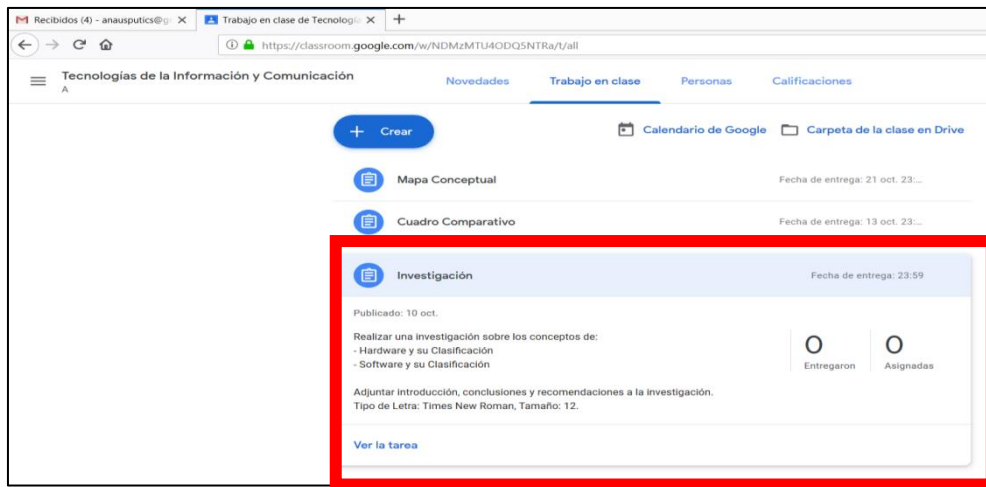 Recibidos (4) - anausputics@g
Trabajo en clase de Tecnologí
https://classroom.google.com/w/NDMzMTU4ODQ5NTRa/t/all
Tecnologías de la Información y Comunicación
A
Novedades
Trabajo en clase
Personas
Calificaciones
+ Crear
Calendario de Google
Carpeta de la clase en Drive
Mapa Conceptual
Fecha de entrega: 21 oct. 23:...
Cuadro Comparativo
Fecha de entrega: 13 oct. 23:...
Investigación
Fecha de entrega: 23:59
Publicado: 10 oct.
Realizar una investigación sobre los conceptos de:
- Hardware y su Clasificación
- Software y su Clasificación
0
Entregaron
0
Asignadas
Adjuntar introducción, conclusiones y recomendaciones a la investigación.
Tipo de Letra: Times New Roman, Tamaño: 12.
Ver la tarea